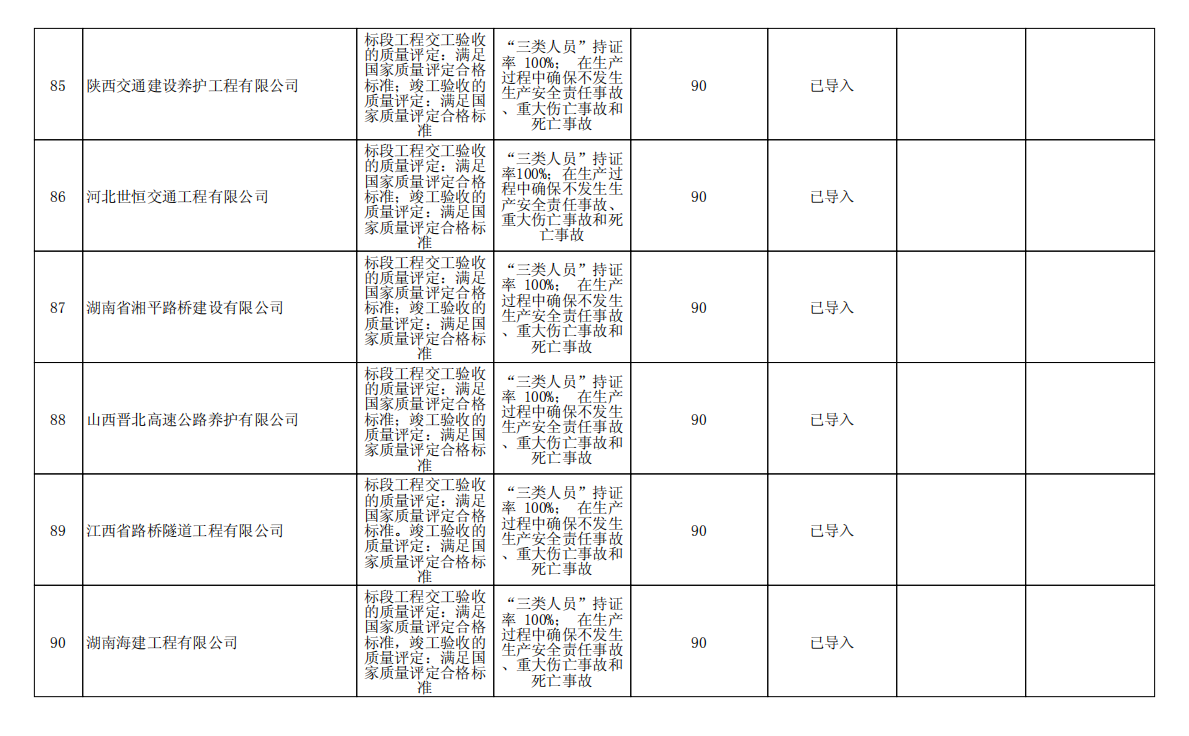 85
陕西交通建设养护工程有限公司
标段工程交工验收
的质量评定：满足
国家质量评定合格
标准；竣工验收的
质量评定：满足国
家质量评定合格标
准
“三类人员”持证
率 100%； 在生产
过程中确保不发生
生产安全责任事故
、重大伤亡事故和
死亡事故
90
已导入
86
河北世恒交通工程有限公司
标段工程交工验收
的质量评定：满足
国家质量评定合格
标准；竣工验收的
质量评定：满足国
家质量评定合格标
准
“三类人员”持证
率100%；在生产过
程中确保不发生生
产安全责任事故、
重大伤亡事故和死
亡事故
90
已导入
87
湖南省湘平路桥建设有限公司
标段工程交工验收
的质量评定：满足
国家质量评定合格
标准；竣工验收的
质量评定：满足国
家质量评定合格标
准
“三类人员”持证
率 100%； 在生产
过程中确保不发生
生产安全责任事故
、重大伤亡事故和
死亡事故
90
已导入
88
山西晋北高速公路养护有限公司
标段工程交工验收
的质量评定：满足
国家质量评定合格
标准；竣工验收的
质量评定：满足国
家质量评定合格标
准
“三类人员”持证
率 100%； 在生产
过程中确保不发生
生产安全责任事故
、重大伤亡事故和
死亡事故
90
已导入
89
江西省路桥隧道工程有限公司
标段工程交工验收
的质量评定：满足
国家质量评定合格
标准。竣工验收的
质量评定：满足国
家质量评定合格标
准
“三类人员”持证
率 100%； 在生产
过程中确保不发生
生产安全责任事故
、重大伤亡事故和
死亡事故
90
已导入
90
湖南海建工程有限公司
标段工程交工验收
的质量评定：满足
国家质量评定合格
标准，竣工验收的
质量评定：满足国
家质量评定合格标
准
“三类人员”持证
率 100%； 在生产
过程中确保不发生
生产安全责任事故
、重大伤亡事故和
死亡事故
90
已导入